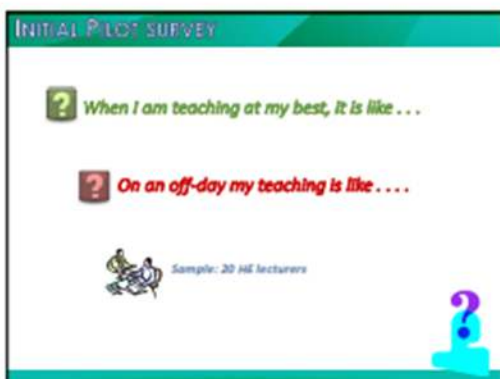 INITIAL PILOT SURVEY
? When I am teaching at my best, it is like . . .
? On an off-day my teaching is like . . . .
Sample: 20 HE lecturers
?